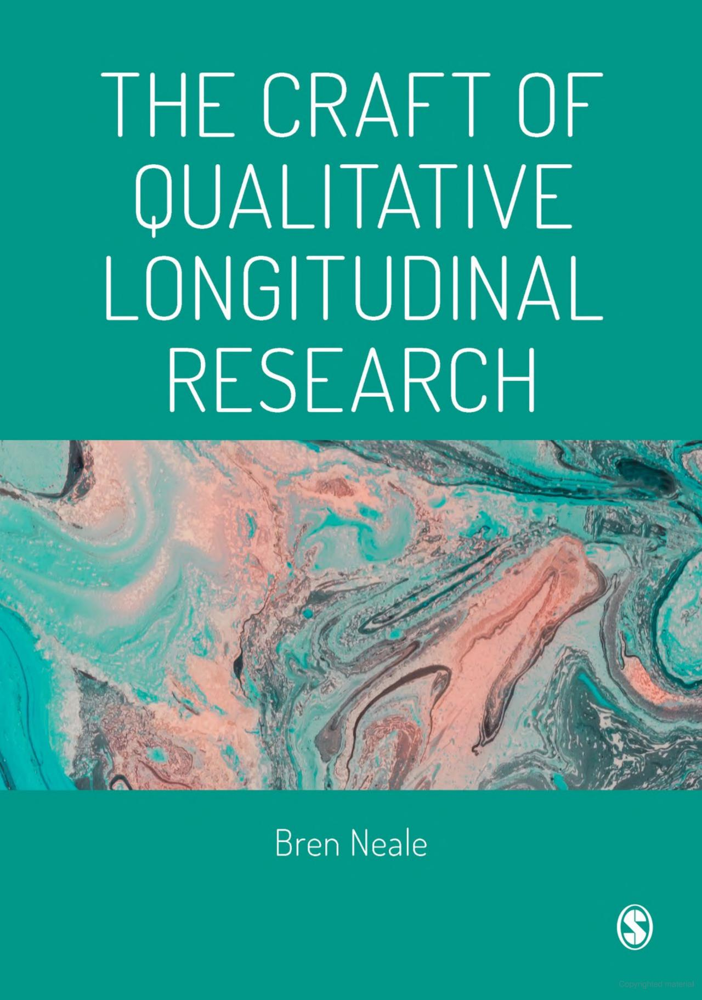 THE CRAFT OF
QUALITATIVE
LONGITUDINAL
RESEARCH
Bren Neale
S
Copyrighted material